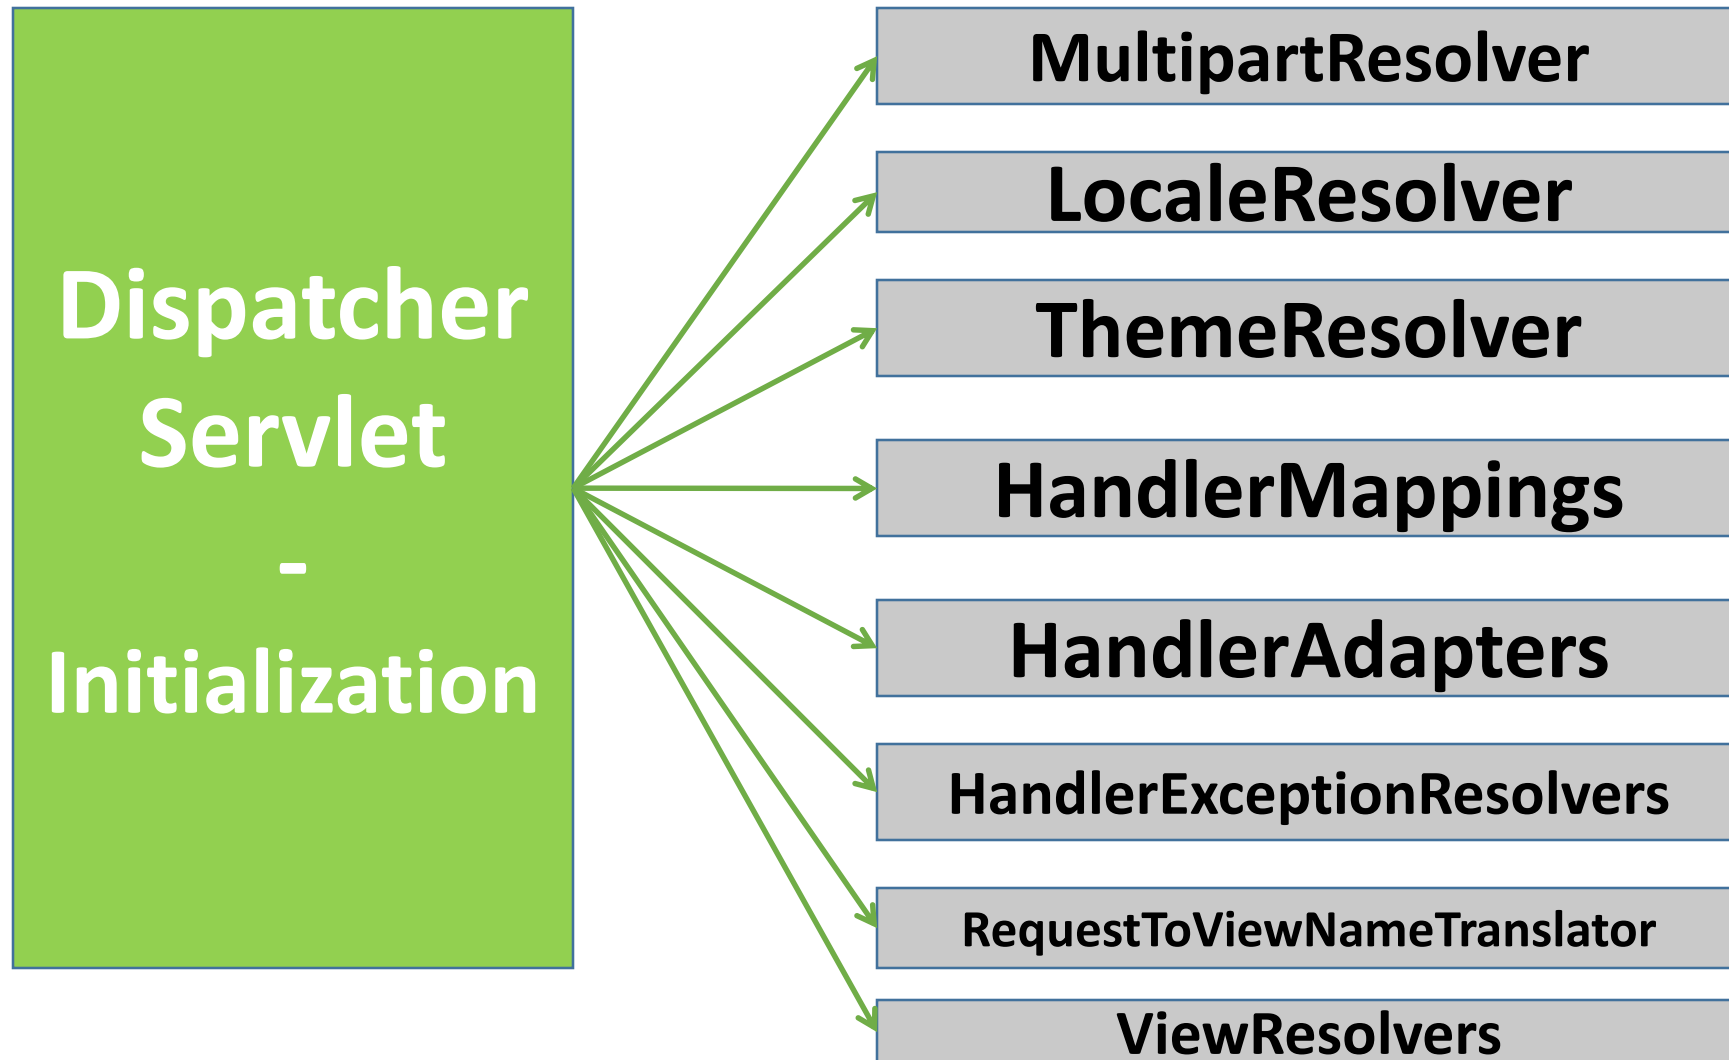 Dispatcher
Servlet
-
Initialization
MultipartResolver
LocaleResolver
ThemeResolver
HandlerMappings
HandlerAdapters
HandlerExceptionResolvers
RequestToViewNameTranslator
ViewResolvers